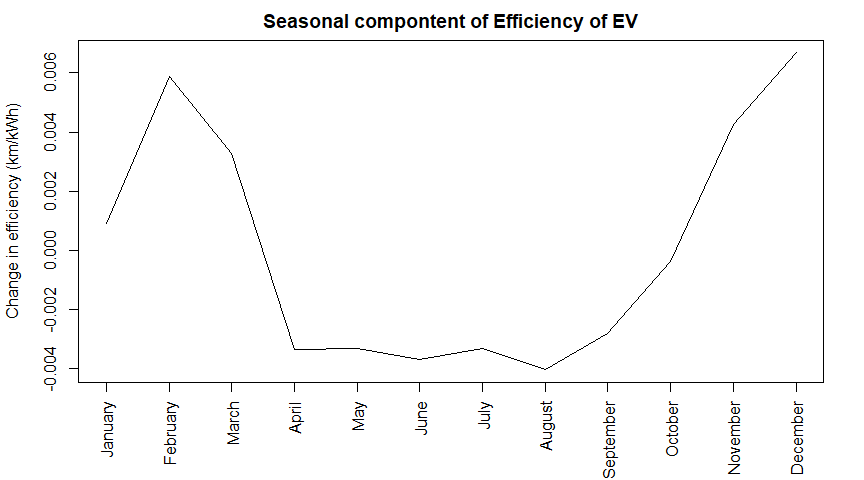 Seasonal compontent of Efficiency of EV
Change in efficiency (km/kWh)
0.006
0.004
0.002
0.000
-0.002
-0.004
January
February
March
April
May
June
July
August
September
October
November
December